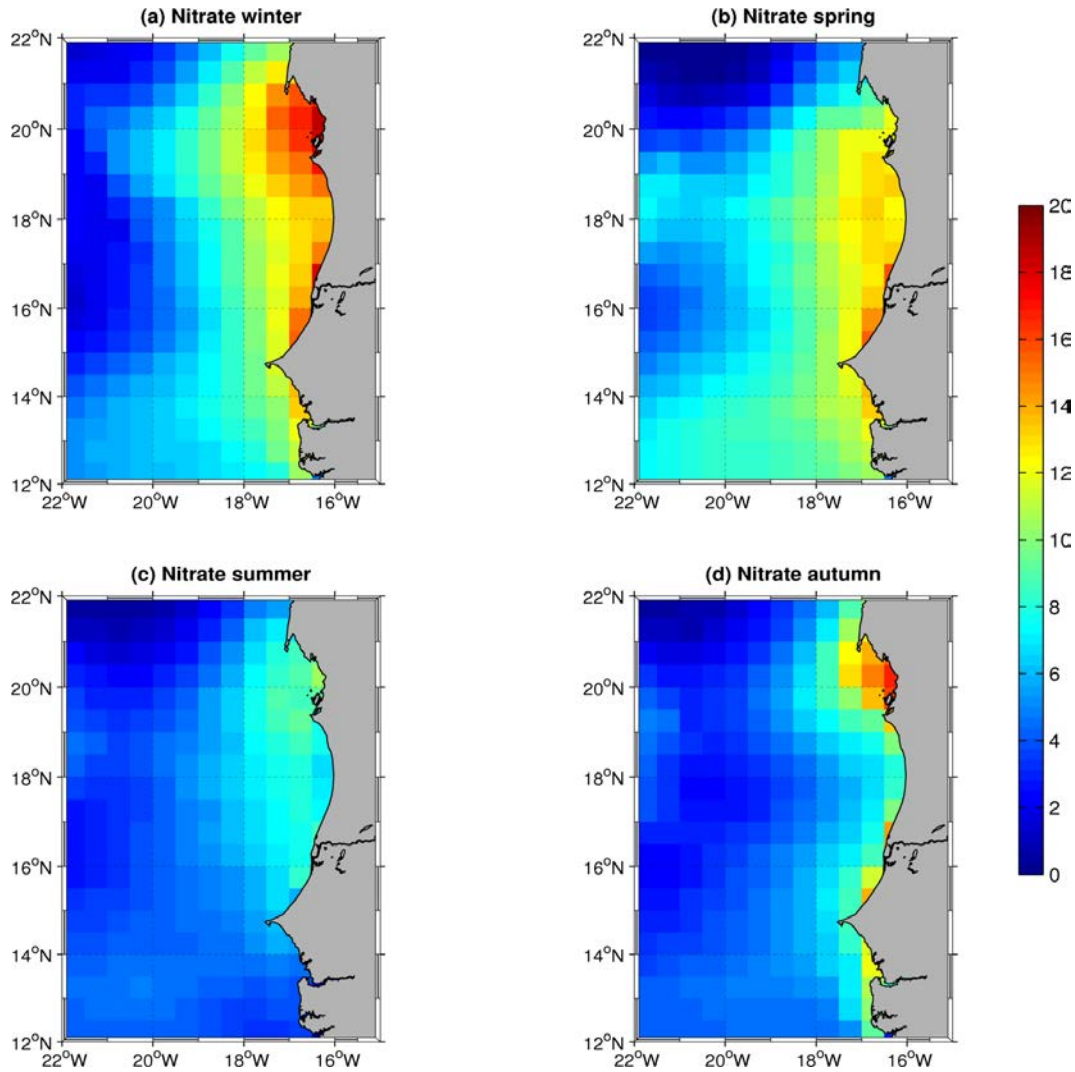 (a) Nitrate winter
(b) Nitrate spring
22°N 22°N
20°N 20°N
18°N 18°N
16°N 16°N
14°N 14°N
12°N 12°N
22°W 20°W 18°W 16°W 22°W 20°W 18°W 16°W
20
18
16
14
12
10
8
6
4
2
0
(c) Nitrate summer
(d) Nitrate autumn
22°N 22°N
20°N 20°N
18°N 18°N
16°N 16°N
14°N 14°N
12°N 12°N
22°W 20°W 18°W 16°W 22°W 20°W 18°W 16°W